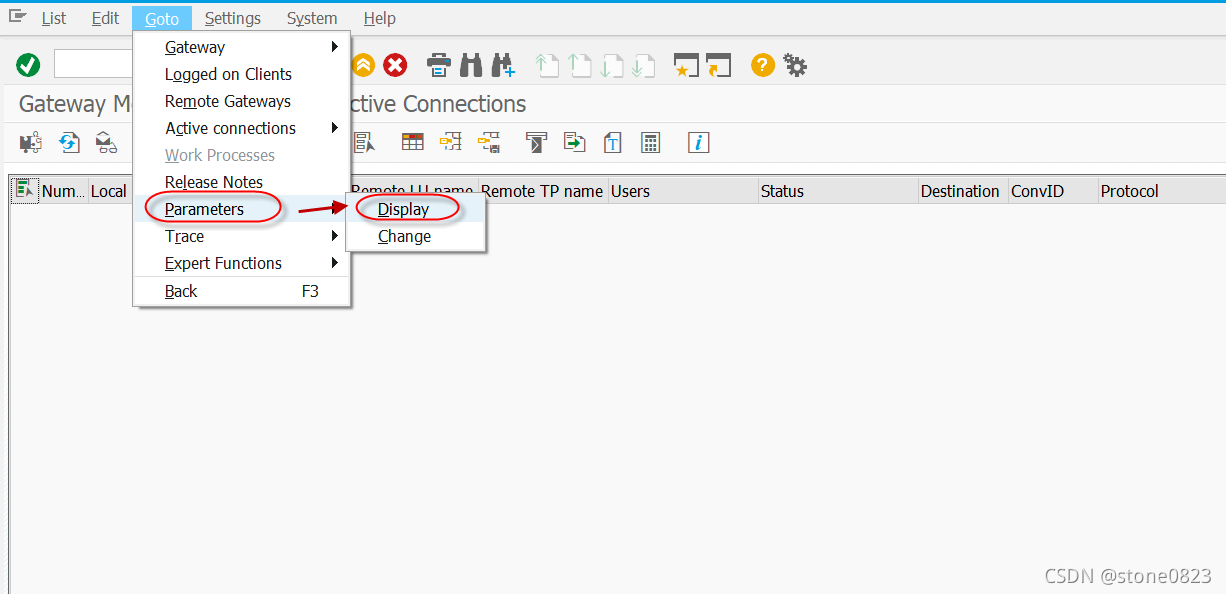 List Edit Goto Settings System Help
Gateway
Logged on Clients
Remote Gateways
Active connections
Work Processes
Release Notes
Parameters
Trace
Expert Functions
Back F3
Display
Change
Gateway M ctive Connections
Num... Local Remote LU name Remote TP name Users Status Destination ConvID Protocol
CSDN @stone0823